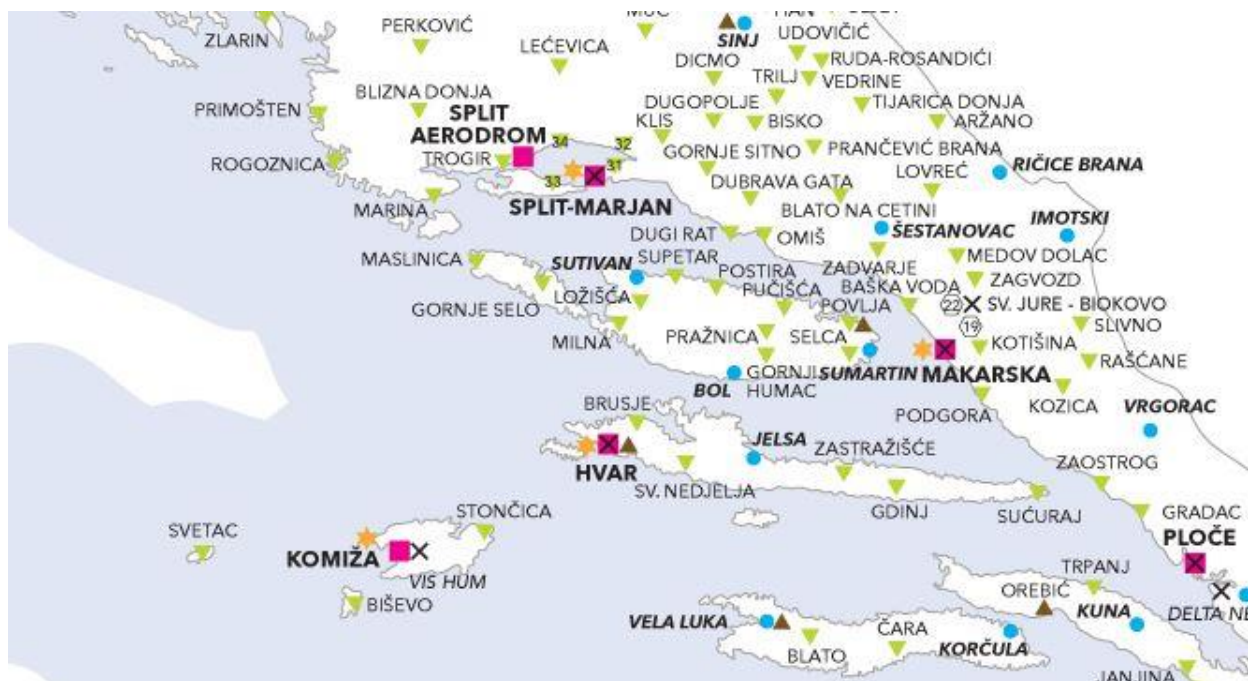 MUĆ
HAN
SINJ
UDOVIČIĆ
ZLARIN
PERKOVIĆ
LEĆEVICA
DICMO
TRILJ
RUDA-ROSANDIĆI
VEDRINE
PRIMOŠTEN
BLIZNA DONJA
SPLIT
AERODROM
DUGOPOLJE
KLIS
BISKO
TIJARICA DONJA
ARŽANO
34
32
ROGOZNICA
TROGIR
31
33
GORNJE SITNO
PRANČEVIĆ BRANA
RIČICE BRANA
LOVREĆ
MARINA
SPLIT-MARJAN
DUBRAVA GATA
BLATO NA CETINI
IMOTSKI
DUGI RAT
OMIŠ
ŠESTANOVAC
MASLINICA
SUTIVAN
SUPETAR
POSTIRA
ZADVARJE
MEDOV DOLAC
ZAGVOZD
GORNJE SELO
LOŽIŠĆA
PUČIŠĆA
BAŠKA VODA
POVLJA
22
SV. JURE - BIOKOVO
19
SLIVNO
MILNA
PRAŽNICA
SELCA
KOTIŠINA
RAŠĆANE
BOL
GORNJI
HUMAC
SUMARTIN
MAKARSKA
KOZICA
BRUSJE
PODGORA
VRGORAC
JELSA
ZASTRAŽIŠĆE
HVAR
SV. NEDJELJA
GDINJ
SUĆURAJ
ZAOSTROG
GRADAC
STONČICA
SVETAC
KOMIŽA
VIS HUM
PLOČE
TRPANJ
OREBIĆ
BIŠEVO
KUNA
DELTA NE
VELA LUKA
ČARA
BLATO
KORČULA
JANJINA